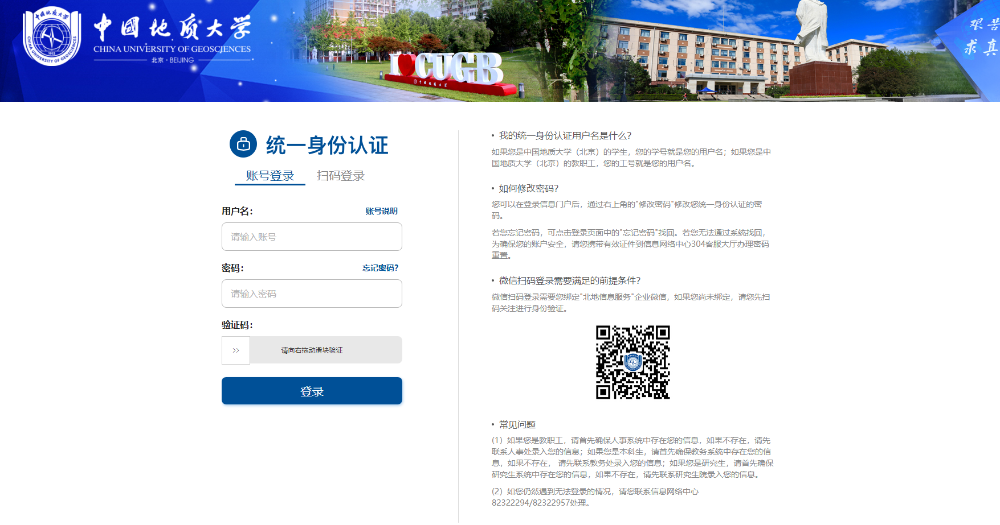 中国地质大学
CHINA UNIVERSITY OF GEOSCIENCES
北京·BEIJING
中国地质大学
CHINA UNIVERSITY OF GEOSCIENCES
1952
I CUGB
中国地质大学
艰苦
求真
统一身份认证
账号登录 扫码登录
用户名： 账号说明
请输入账号
密码： 忘记密码?
请输入密码
验证码：
>> 请向右拖动滑块验证
登录
• 我的统一身份认证用户名是什么?
如果您是中国地质大学（北京）的学生，您的学号就是您的用户名；如果您是中
国地质大学（北京）的教职工，您的工号就是您的用户名。
• 如何修改密码?
您可以在登录信息门户后，通过右上角的"修改密码"修改您统一身份认证的密
码。
若您忘记密码，可点击登录页面中的"忘记密码"找回。若您无法通过系统找回，
为确保您的账户安全，请您携带有效证件到信息网络中心304客服大厅办理密码
重置。
• 微信扫码登录需要满足的前提条件?
微信扫码登录需要您绑定"北地信息服务"企业微信，如果您尚未绑定，请您先扫
码关注进行身份验证。
• 常见问题
(1）如果您是教职工，请首先确保人事系统中存在您的信息，如果不存在，请先
联系人事处录入您的信息；如果您是本科生，请首先确保教务系统中存在您的信
息，如果不存在， 请先联系教务处录入您的信息；如果您是研究生，请首先确保
研究生系统中存在您的信息，如果不存在，请先联系研究生院录入您的信息。
(2）如您仍然遇到无法登录的情况，请您联系信息网络中心
82322294/82322957处理。